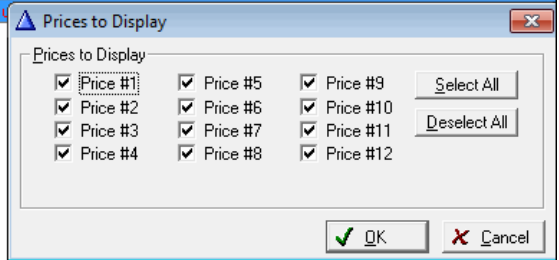 Prices to Display
Prices to Display
Price #1
Price #2
Price #3
Price #4
Price #5
Price #6
Price #7
Price #8
Price #9
Price #10
Price #11
Price #12
Select All
Deselect All
OK
Cancel